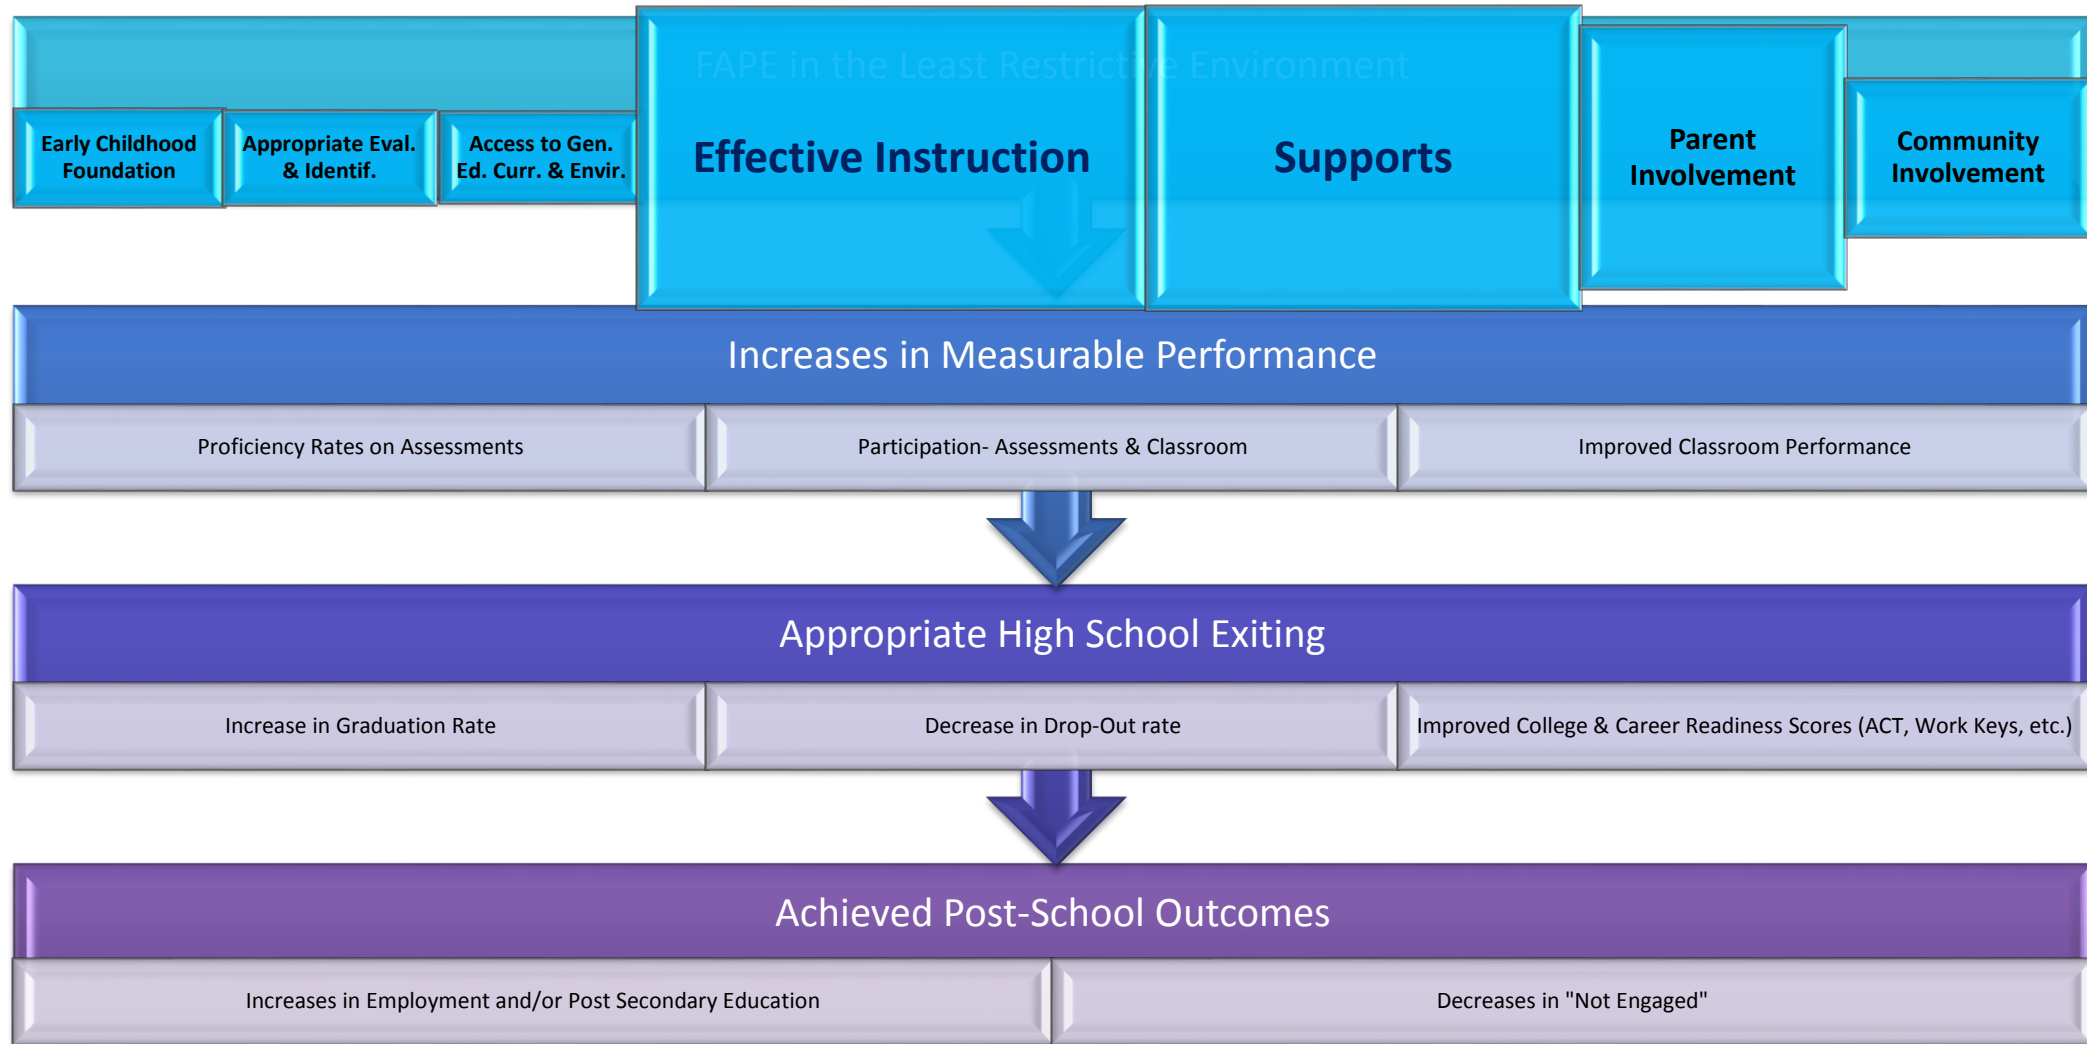 FAPE in the Least Restrictive Environment
Early Childhood
Foundation
Appropriate Eval.
& Identif.
Access to Gen.
Ed. Curr. & Envir.
Effective Instruction
Supports
Parent
Involvement
Community
Involvement
Increases in Measurable Performance
Proficiency Rates on Assessments
Participation- Assessments & Classroom
Improved Classroom Performance
Appropriate High School Exiting
Increase in Graduation Rate
Decrease in Drop-Out rate
Improved College & Career Readiness Scores (ACT, Work Keys, etc.)
Achieved Post-School Outcomes
Increases in Employment and/or Post Secondary Education
Decreases in "Not Engaged"